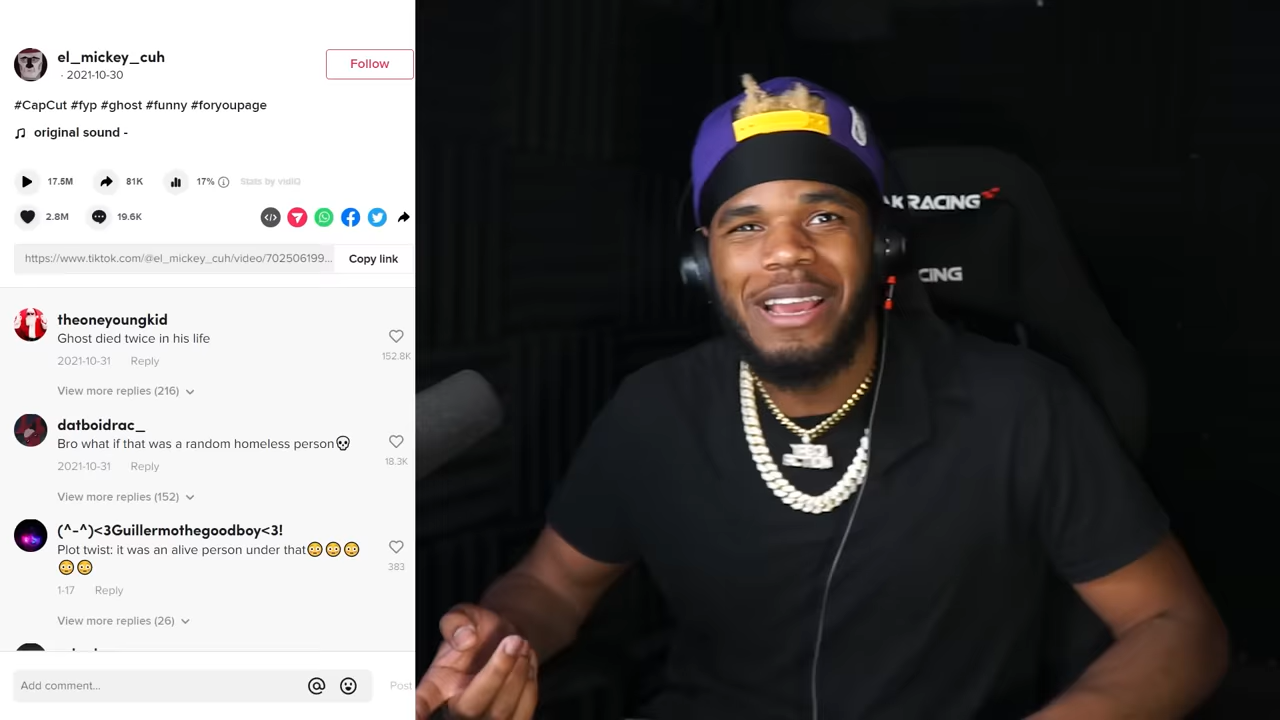 el_mickey_cuh
· 2021-10-30
Follow
#CapCut #fyp #ghost #funny #foryoupage
original sound -
17.5M
81K
17%
Stats by vidIQ
2.8M
19.6K
https://www.tiktok.com/@el_mickey_cuh/video/702506199...
Copy link
theoneyoungkid
Ghost died twice in his life
2021-10-31 Reply
152.8K
View more replies (216)
datboidrac_
Bro what if that was a random homeless person💀
2021-10-31 Reply
18.3K
View more replies (152)
(^-^)<3Guillermothegoodboy<3!
Plot twist: it was an alive person under that😳😳😳
😳😳
1-17 Reply
383
View more replies (26)
Add comment...
Post
RACING
CING